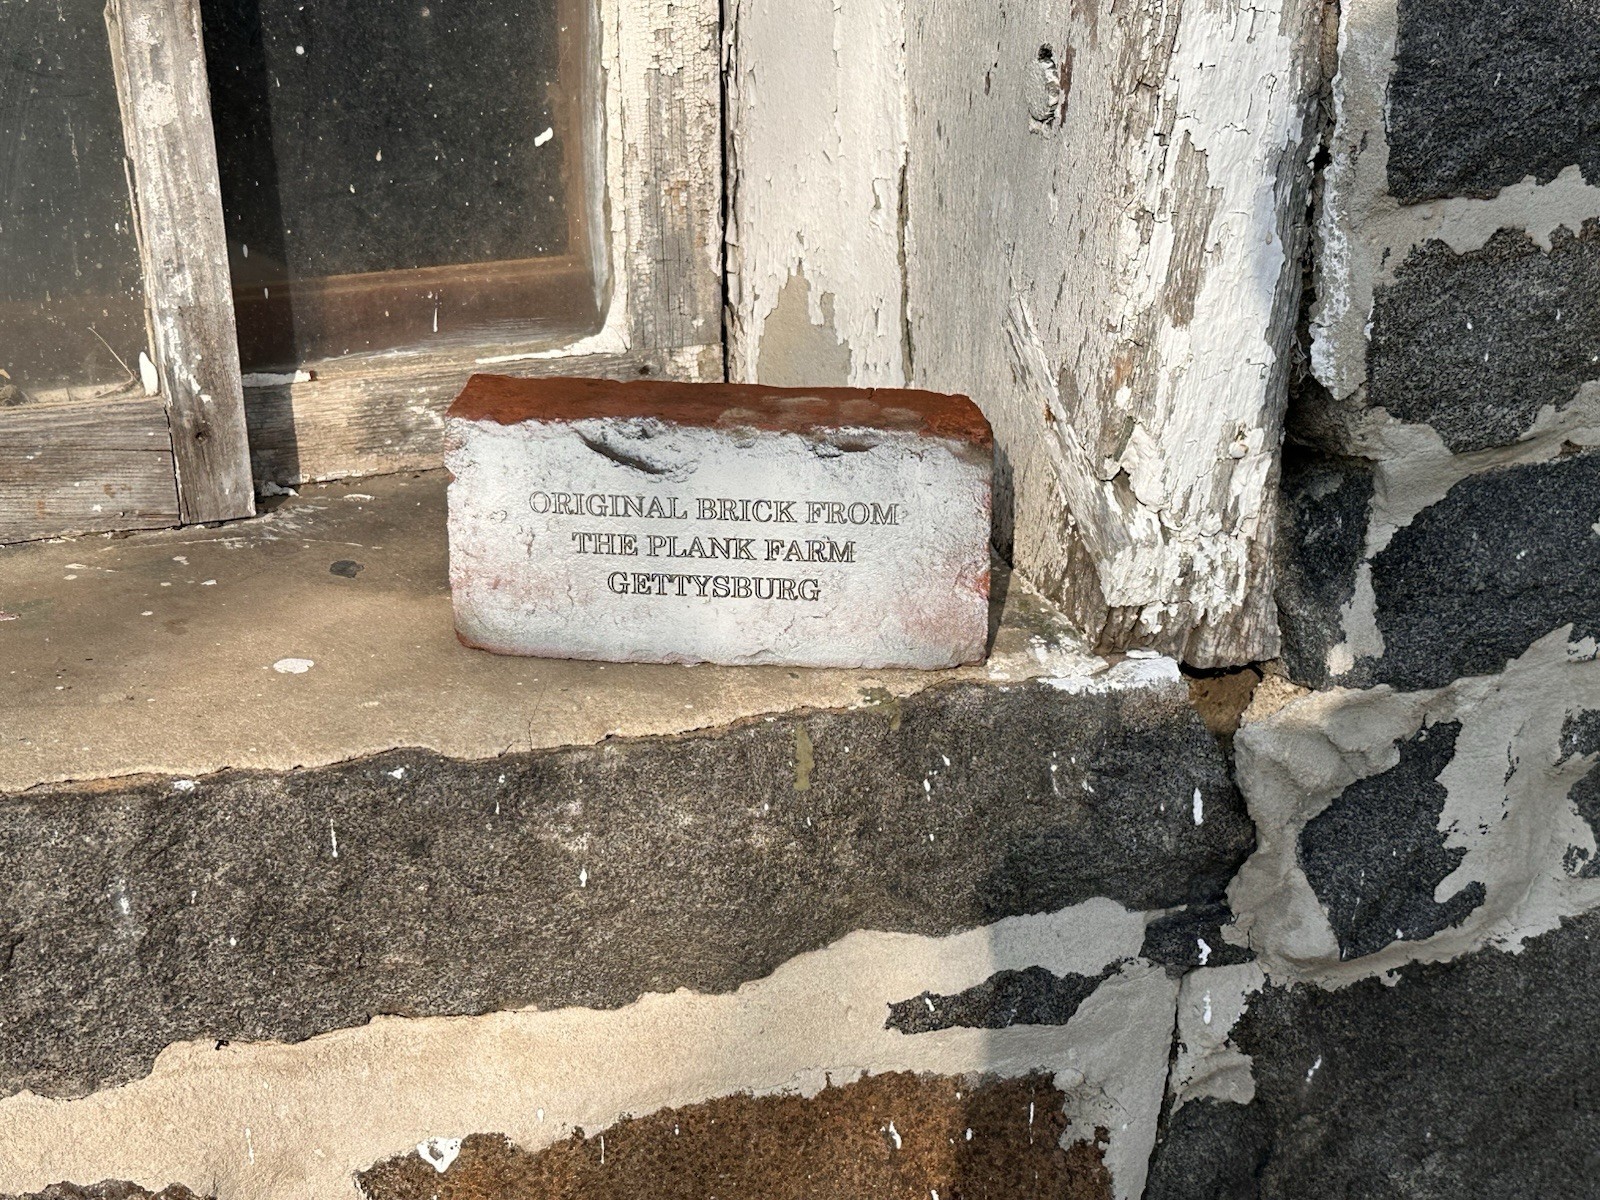 ORIGINAL BRICK FROM
THE PLANK FARM
GETTYSBURG